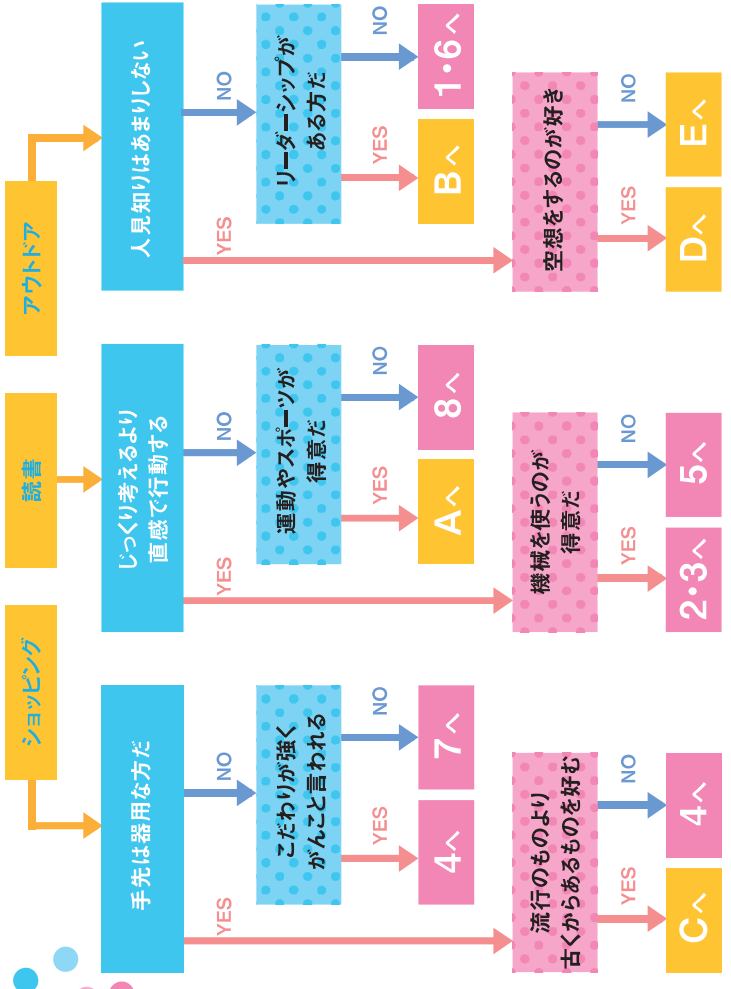 ショッピング
手先は器用な方だ
NO
YES
こだわりが強く
がんこと言われる
NO
YES
7へ
4へ
流行のものより
古くからあるものを好む
NO
YES
4へ
Cへ
読書
じっくり考えるより
直感で行動する
NO
YES
運動やスポーツが
得意だ
NO
YES
8へ
Aへ
機械を使うのが
得意だ
NO
YES
5へ
2・3へ
アウトドア
人見知りはあまりしない
NO
YES
リーダーシップが
ある方だ
NO
YES
1・6へ
Bへ
空想をするのが好き
NO
YES
Eへ
Dへ